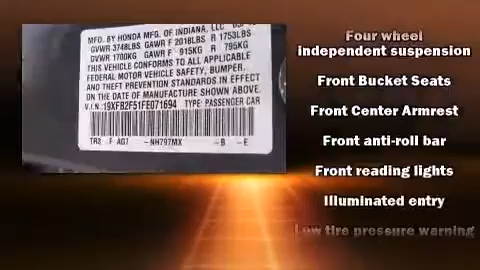 MFD. BY HONDA MFG. OF INDIANA, LLC
GVWR 3748LBS GAWR F 2018LBS R 1753LBS
GVWR 1700KG GAWR F 915KG R 795KG
THIS VEHICLE CONFORMS TO ALL APPLICABLE
FEDERAL MOTOR VEHICLE SAFETY, BUMPER,
AND THEFT PREVENTION STANDARDS IN EFFECT
ON THE DATE OF MANUFACTURE SHOWN ABOVE.
V.I.N.: 19XFB2F51FE071694 TYPE: PASSENGER CAR
TR3 F AGT -NH797MX -B -E
Four wheel
independent suspension
Front Bucket Seats
Front Center Armrest
Front anti-roll bar
Front reading lights
Illuminated entry
Low tire pressure warning